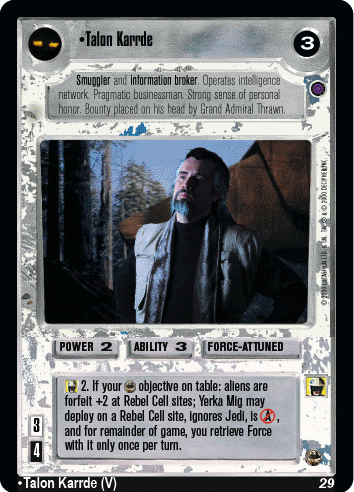 •Talon Karrde
3
Smuggler and information broker. Operates intelligence
network. Pragmatic businessman. Strong sense of personal
honor. Bounty placed on his head by Grand Admiral Thrawn.
POWER 2
ABILITY 3
FORCE-ATTUNED
2. If your objective on table: aliens are
forfeit +2 at Rebel Cell sites; Yerka Mig may
deploy on a Rebel Cell site, ignores Jedi, is A,
and for remainder of game, you retrieve Force
with it only once per turn.
3
4
•Talon Karrde (V)
29